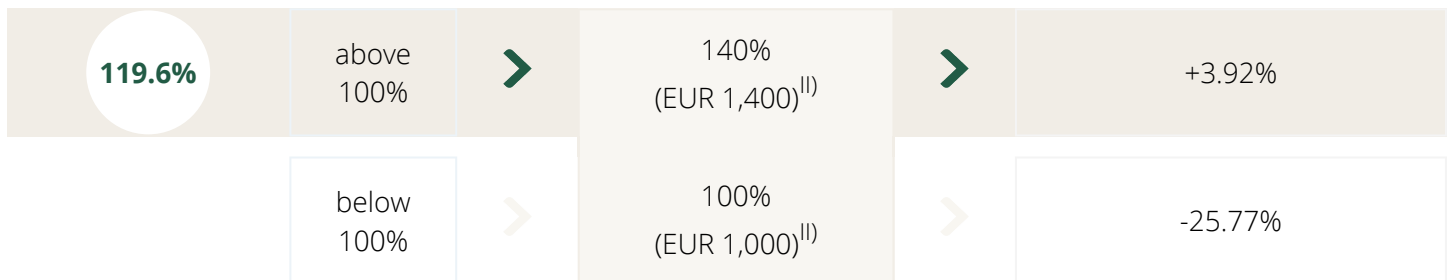 119.6%
above
100%
140%
(EUR 1,400)II)
+3.92%
below
100%
100%
(EUR 1,000)II)
-25.77%